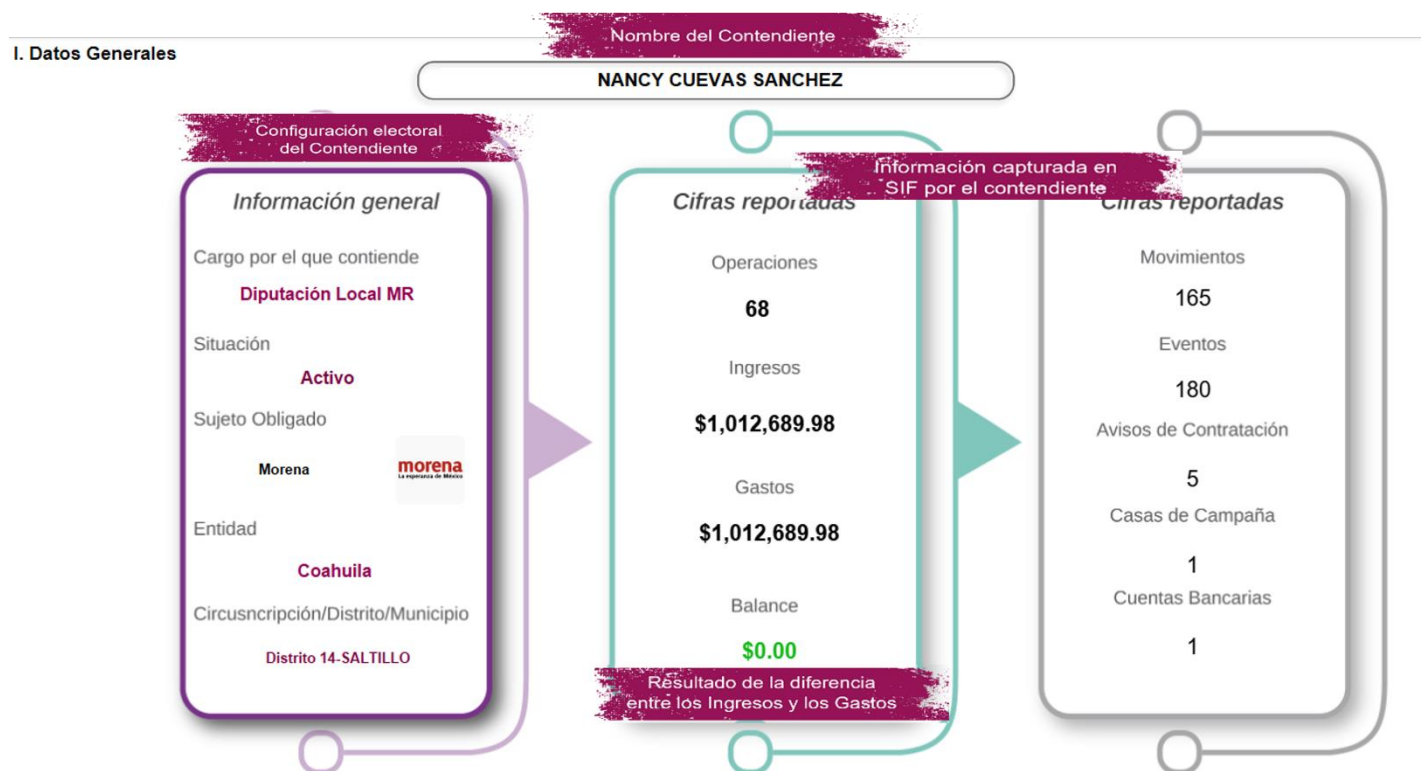 Nombre del Contendiente
I. Datos Generales
NANCY CUEVAS SANCHEZ
Configuración electoral
del Contendiente
Información general
Cargo por el que contiende
Diputación Local MR
Situación
Activo
Sujeto Obligado
Morena
morena
La esperanza de México
Entidad
Coahuila
Circusncripción/Distrito/Municipio
Distrito 14-SALTILLO
Información capturada en
SIF por el contendiente
Cifras reportadas
Operaciones
68
Ingresos
$1,012,689.98
Gastos
$1,012,689.98
Balance
$0.00
Resultado de la diferencia
entre los Ingresos y los Gastos
Cifras reportadas
Movimientos
165
Eventos
180
Avisos de Contratación
5
Casas de Campaña
1
Cuentas Bancarias
1